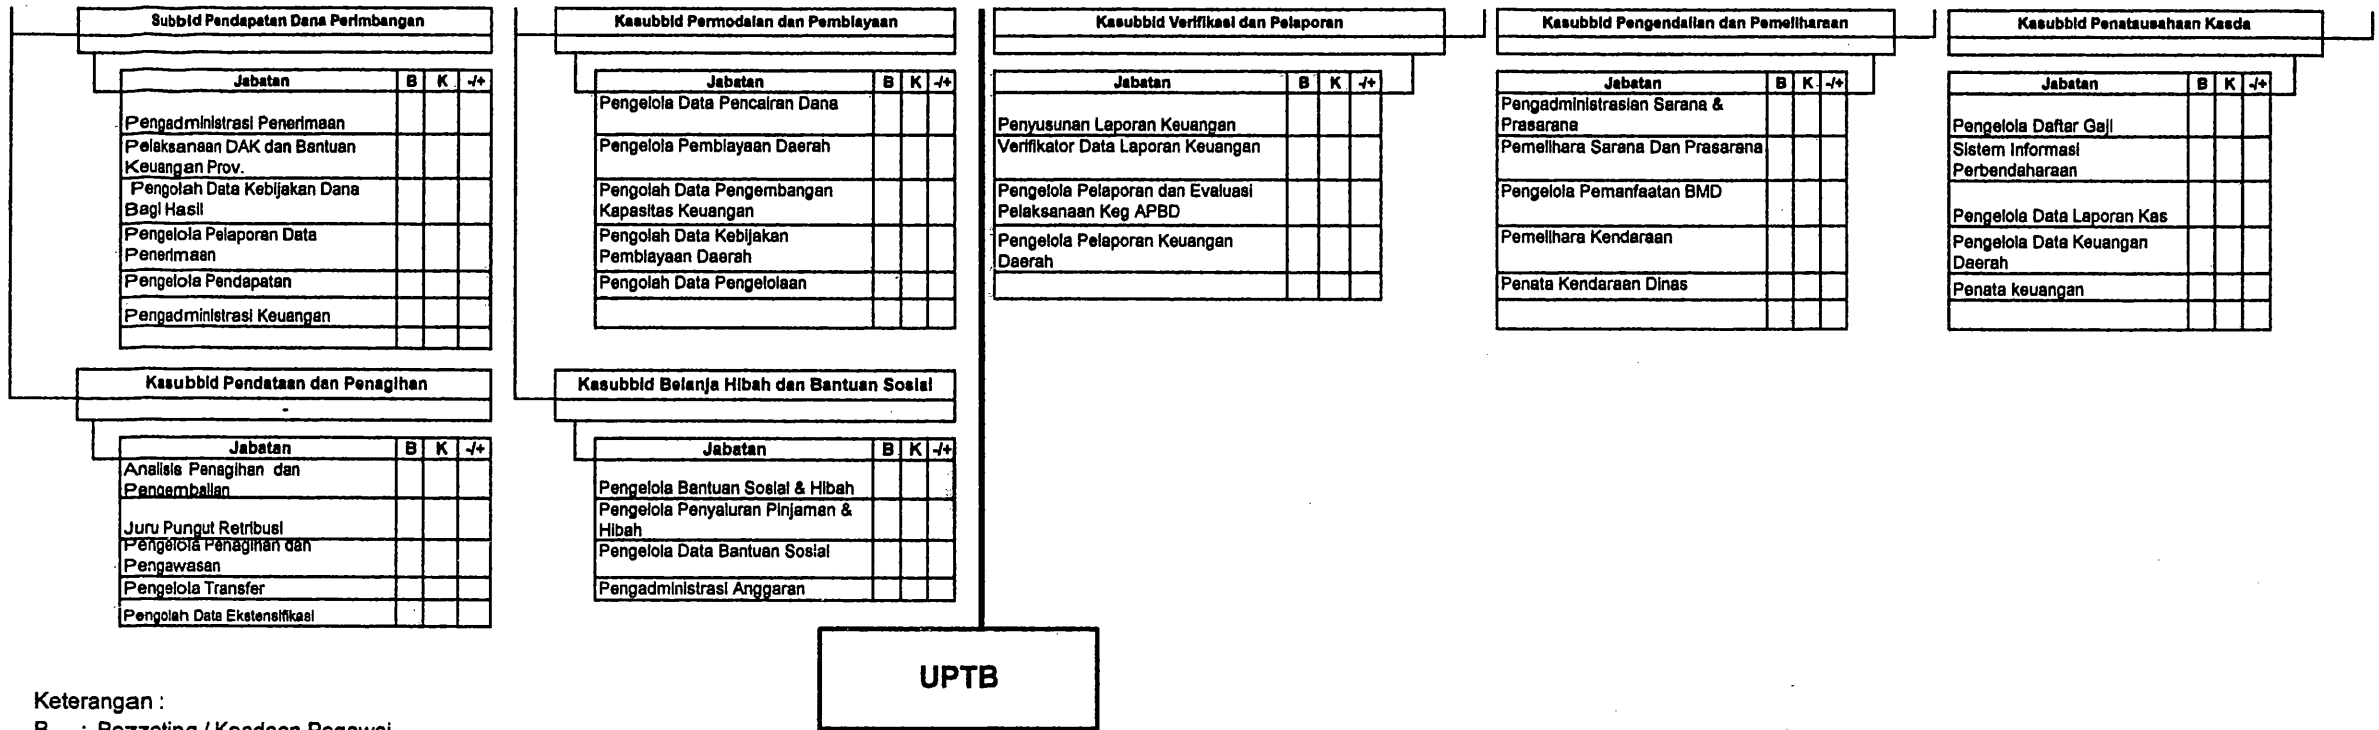 Subbid Pendapatan Dana Perimbangan
Jabatan B K -/+
Pengadministrasi Penerimaan
Pelaksanaan DAK dan Bantuan
Keuangan Prov.
Pengolah Data Kebijakan Dana
Bagi Hasil
Pengelola Pelaporan Data
Penerimaan
Pengelola Pendapatan
Pengadministrasi Keuangan
Kasubbid Pendataan dan Penagihan
-
Jabatan B K -/+
Analisis Penagihan dan
Pengembalian
Juru Pungut Retribusi
Pengelola Penagihan dan
Pengawasan
Pengelola Transfer
Pengolah Data Ekstensifikasi
Kasubbid Permodalan dan Pembiayaan
Jabatan B K -/+
Pengelola Data Pencairan Dana
Pengelola Pembiayaan Daerah
Pengolah Data Pengembangan
Kapasitas Keuangan
Pengolah Data Kebijakan
Pembiayaan Daerah
Pengolah Data Pengelolaan
Kasubbid Belanja Hibah dan Bantuan Sosial
Jabatan B K -/+
Pengelola Bantuan Sosial & Hibah
Pengelola Penyaluran Pinjaman &
Hibah
Pengelola Data Bantuan Sosial
Pengadministrasi Anggaran
Kasubbid Verifikasi dan Pelaporan
Jabatan B K -/+
Penyusunan Laporan Keuangan
Verifikator Data Laporan Keuangan
Pengelola Pelaporan dan Evaluasi
Pelaksanaan Keg APBD
Pengelola Pelaporan Keuangan
Daerah
Kasubbid Pengendalian dan Pemeliharaan
Jabatan B K -/+
Pengadministrasian Sarana &
Prasarana
Pemelihara Sarana Dan Prasarana
Pengelola Pemanfaatan BMD
Pemelihara Kendaraan
Penata Kendaraan Dinas
Kasubbid Penatausahaan Kasda
Jabatan B K -/+
Pengelola Daftar Gaji
Sistem Informasi
Perbendaharaan
Pengelola Data Laporan Kas
Pengelola Data Keuangan
Daerah
Penata keuangan
UPTB
Keterangan :
B : Bezzeting / Keadaan Pegawai